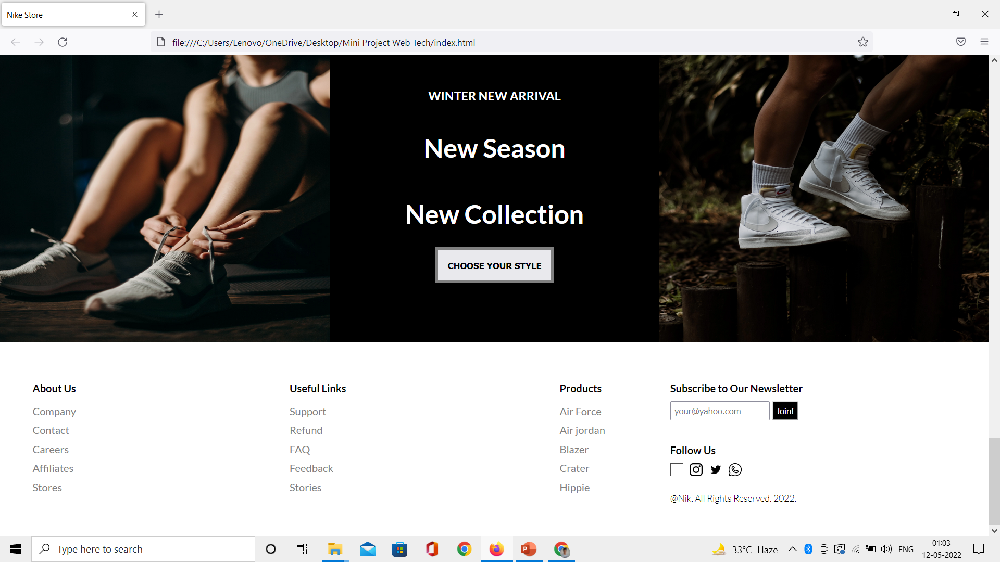 Nike Store
file:///C:/Users/Lenovo/OneDrive/Desktop/Mini Project Web Tech/index.html
WINTER NEW ARRIVAL
New Season
New Collection
CHOOSE YOUR STYLE
About Us
Company
Contact
Careers
Affiliates
Stores
Useful Links
Support
Refund
FAQ
Feedback
Stories
Products
Air Force
Air jordan
Blazer
Crater
Hippie
Subscribe to Our Newsletter
your@yahoo.com Join!
Follow Us
@Nik. All Rights Reserved. 2022.
Type here to search
33°C Haze
ENG
01:03
12-05-2022